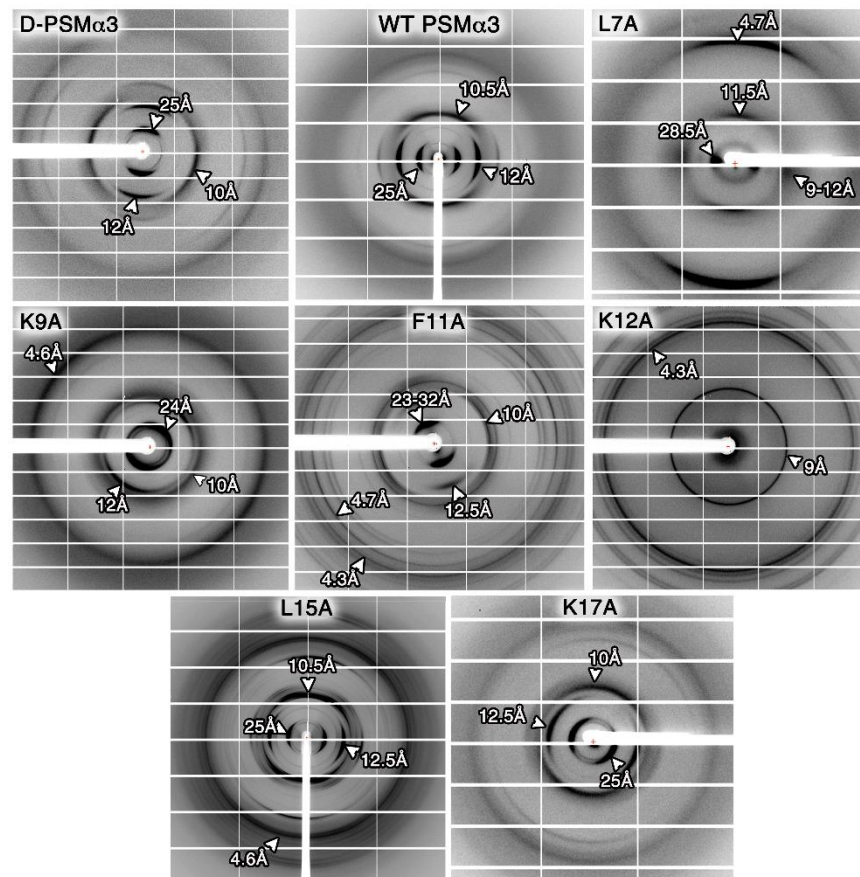 D-PSMα3
25Å
10Å
12Å
WT PSMα3
10.5Å
25Å
12Å
L7A
4.7Å
11.5Å
28.5Å
9-12Å
K9A
4.6Å
24Å
12Å
10Å
F11A
23-32Å
10Å
4.7Å
12.5Å
4.3Å
K12A
4.3Å
9Å
L15A
10.5Å
25Å
12.5Å
4.6Å
K17A
10Å
12.5Å
25Å